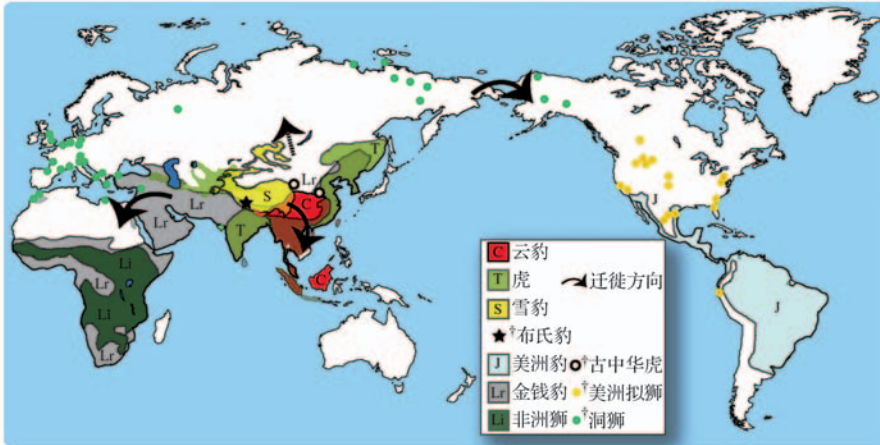 T
Lr
S
C
Lr
Lr
T
Li
Lr
C
Li
Lr
J
J
C 云豹
T 虎 迁徙方向
S 雪豹
†布氏豹
J 美洲豹 †古中华虎
Lr 金钱豹 †美洲拟狮
Li 非洲狮 †洞狮